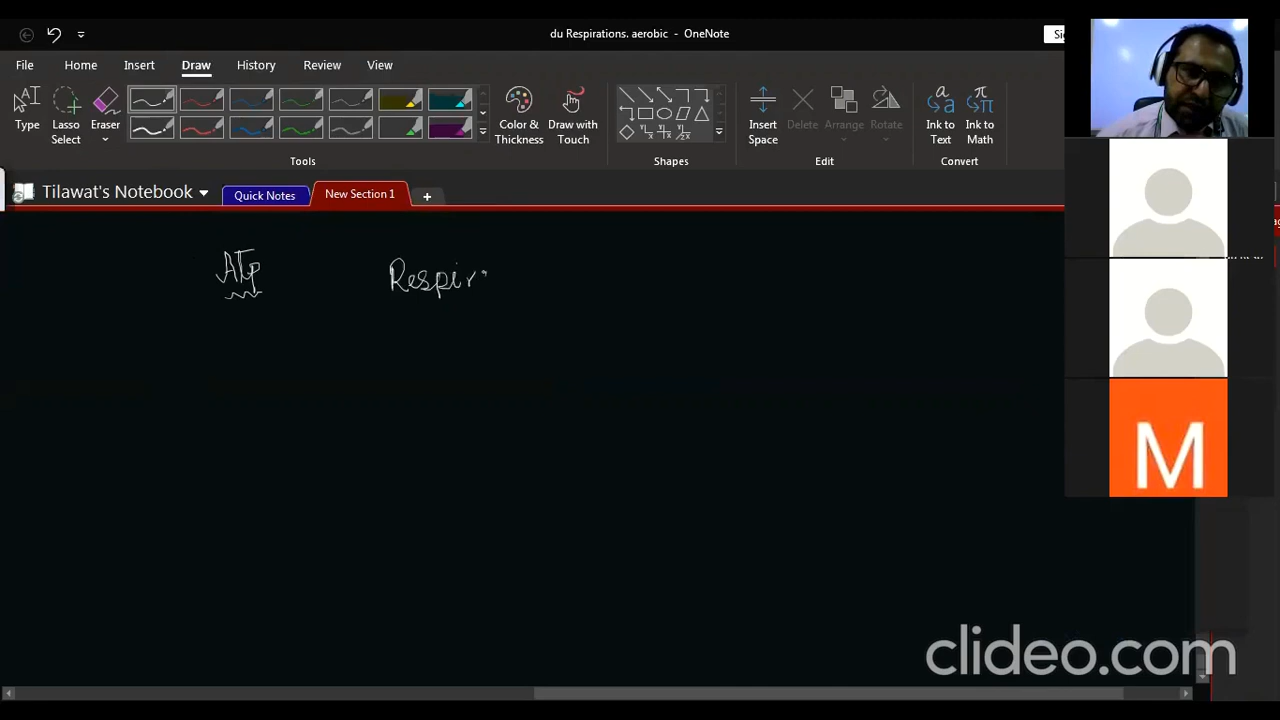 du Respirations. aerobic - OneNote
File Home Insert Draw History Review View
Type
Lasso Select
Eraser
Color & Thickness
Draw with Touch
Insert Space
Delete
Arrange
Rotate
Ink to Text
Ink to Math
Tools
Shapes
Edit
Convert
Tilawat's Notebook
Quick Notes
New Section 1
ATP Respir
M
clideo.com